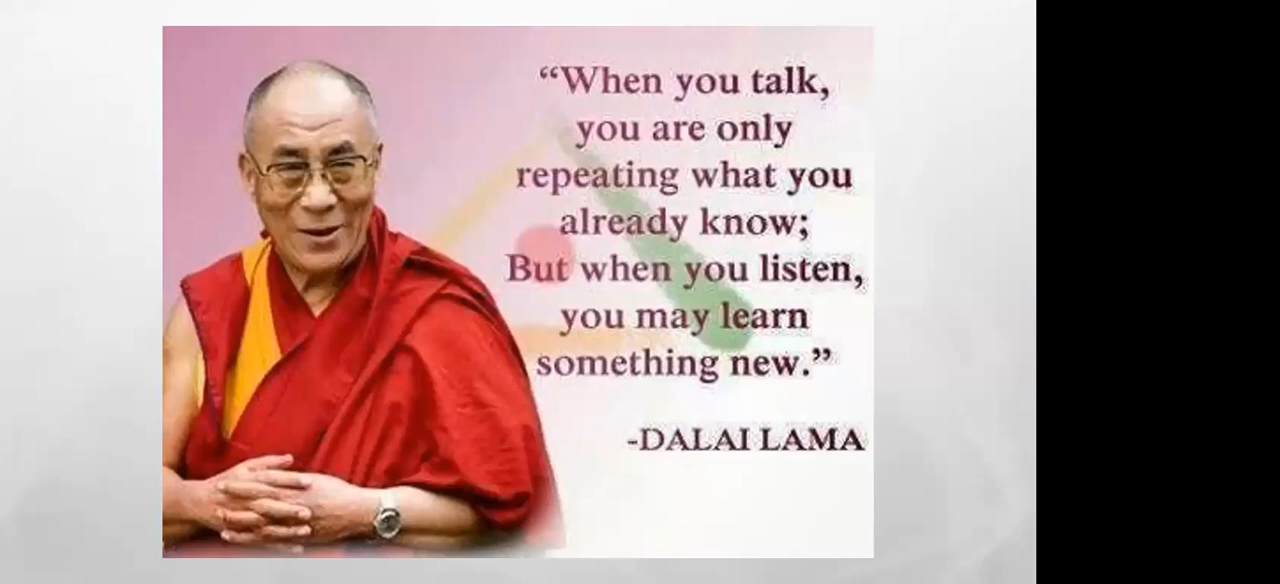 “When you talk,
you are only
repeating what you
already know;
But when you listen,
you may learn
something new.”
-DALAI LAMA